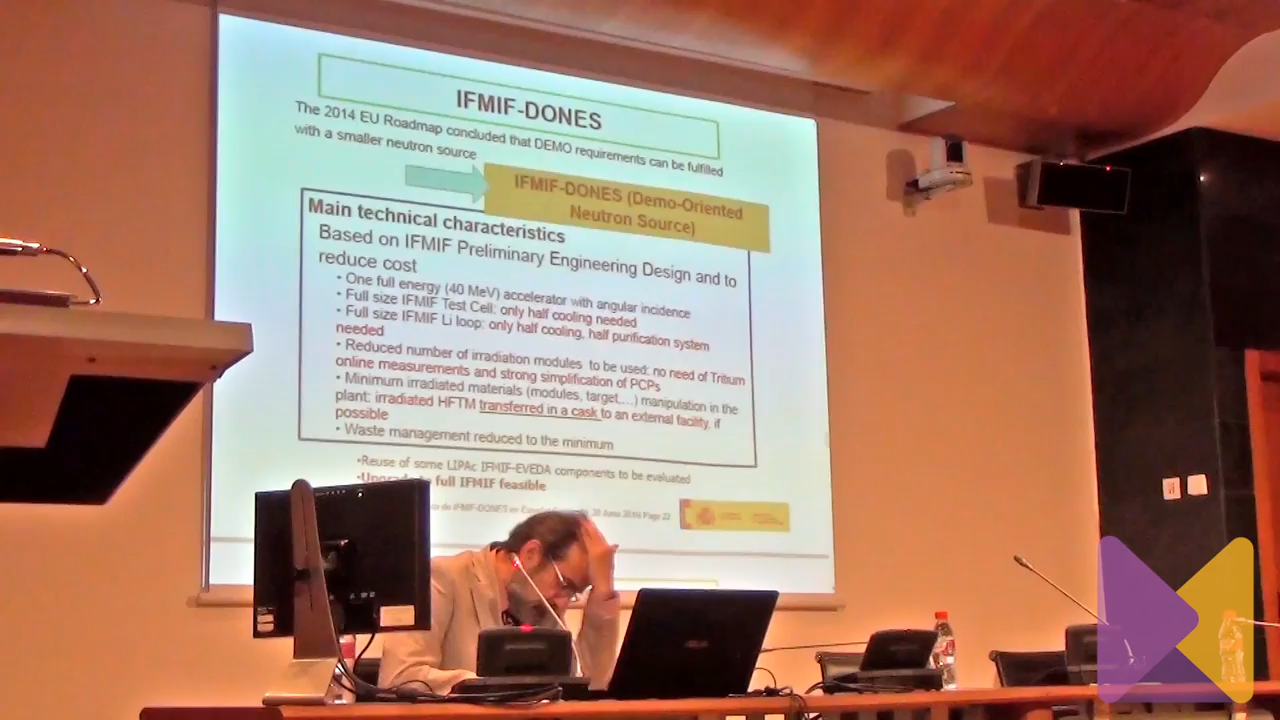 IFMIF-DONES
The 2014 EU Roadmap concluded that DEMO requirements can be fulfilled
with a smaller neutron source
IFMIF-DONES (Demo-Oriented
Neutron Source)
Main technical characteristics
Based on IFMIF Preliminary Engineering Design and to
reduce cost
• One full energy (40 MeV) accelerator with angular incidence
• Full size IFMIF Test Cell: only half cooling needed
• Full size IFMIF Li loop: only half cooling, half purification system
needed
• Reduced number of irradiation modules to be used: no need of Tritium
online measurements and strong simplification of PCPs
• Minimum irradiated materials (modules, target,...) manipulation in the
plant: irradiated HFTM transferred in a cask to an external facility, if
possible
• Waste management reduced to the minimum
•Reuse of some LIPAc IFMIF-EVEDA components to be evaluated
full IFMIF feasible
de IFMIF-DONES en Page 22